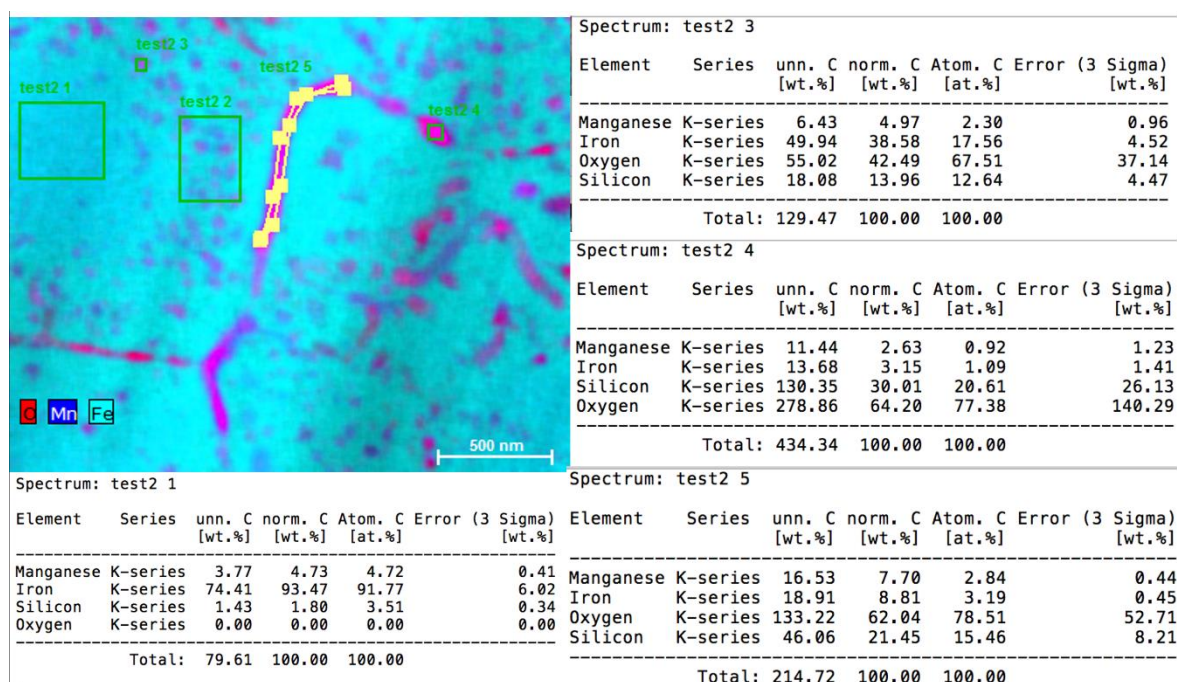 test2 3
test2 5
test2 1
test2 2
test2 4
O Mn Fe
500 nm
Spectrum: test2 3
Element Series unn. C norm. C Atom. C Error (3 Sigma)
[wt.%] [wt.%] [at.%] [wt.%]
Manganese K-series 6.43 4.97 2.30 0.96
Iron K-series 49.94 38.58 17.56 4.52
Oxygen K-series 55.02 42.49 67.51 37.14
Silicon K-series 18.08 13.96 12.64 4.47
Total: 129.47 100.00 100.00
Spectrum: test2 4
Element Series unn. C norm. C Atom. C Error (3 Sigma)
[wt.%] [wt.%] [at.%] [wt.%]
Manganese K-series 11.44 2.63 0.92 1.23
Iron K-series 13.68 3.15 1.09 1.41
Silicon K-series 130.35 30.01 20.61 26.13
Oxygen K-series 278.86 64.20 77.38 140.29
Total: 434.34 100.00 100.00
Spectrum: test2 1
Element Series unn. C norm. C Atom. C Error (3 Sigma)
[wt.%] [wt.%] [at.%] [wt.%]
Manganese K-series 3.77 4.73 4.72 0.41
Iron K-series 74.41 93.47 91.77 6.02
Silicon K-series 1.43 1.80 3.51 0.34
Oxygen K-series 0.00 0.00 0.00 0.00
Total: 79.61 100.00 100.00
Spectrum: test2 5
Element Series unn. C norm. C Atom. C Error (3 Sigma)
[wt.%] [wt.%] [at.%] [wt.%]
Manganese K-series 16.53 7.70 2.84 0.44
Iron K-series 18.91 8.81 3.19 0.45
Oxygen K-series 133.22 62.04 78.51 52.71
Silicon K-series 46.06 21.45 15.46 8.21
Total: 214.72 100.00 100.00